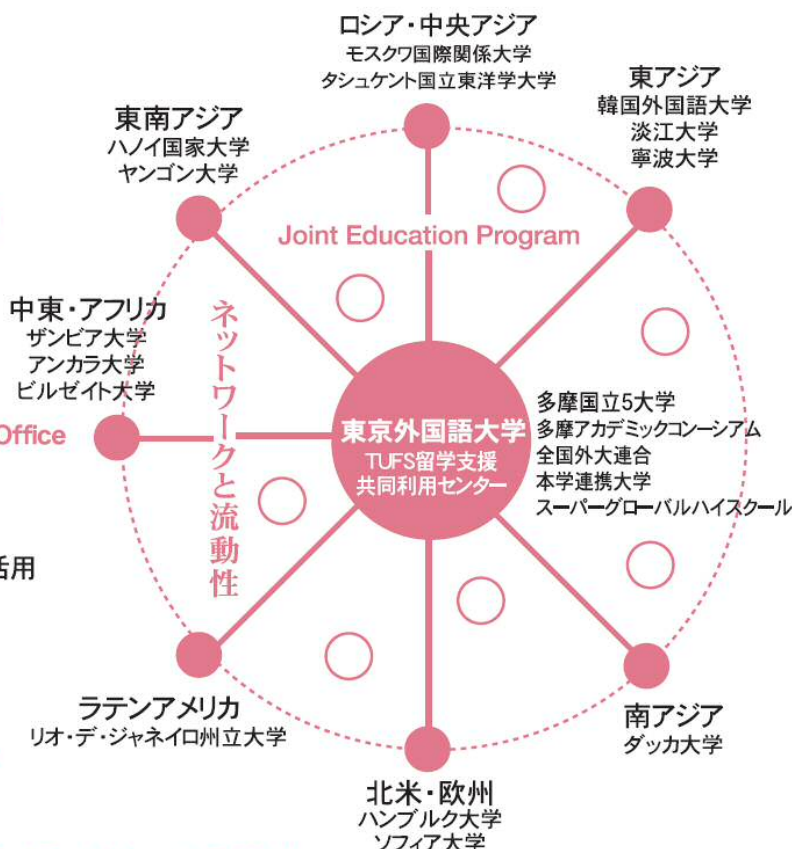 ロシア・中央アジア
モスクワ国際関係大学
タシュケント国立東洋学大学
東アジア
韓国外国語大学
淡江大学
寧波大学
東南アジア
ハノイ国家大学
ヤンゴン大学
Joint Education Program
中東・アフリカ
ザンビア大学
アンカラ大学
ビルゼイト大学
Office
ネットワークと流動性
東京外国語大学
TUFS留学支援
共同利用センター
多摩国立5大学
多摩アカデミックコンーシアム
全国外大連合
本学連携大学
スーパーグローバルハイスクール
活用
ラテンアメリカ
リオ・デ・ジャネイロ州立大学
南アジア
ダッカ大学
北米・欧州
ハンブルク大学
ソフィア大学